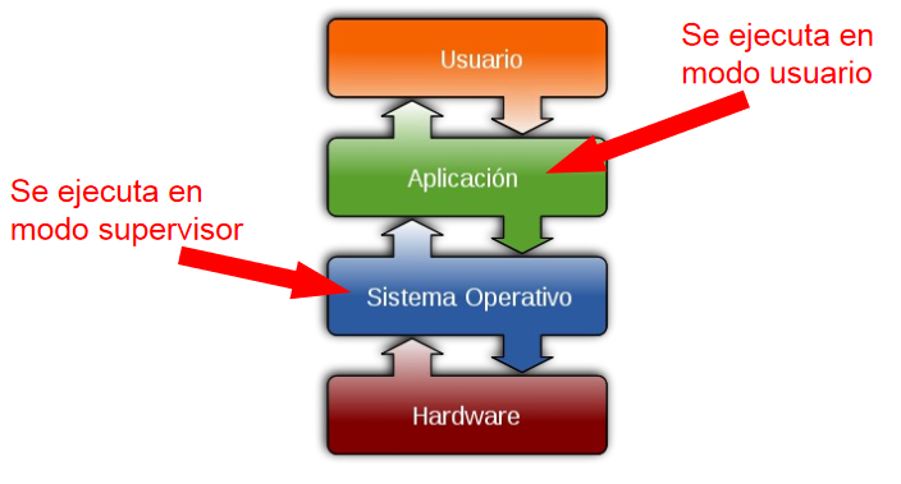 Usuario
Se ejecuta en
modo usuario
Aplicación
Se ejecuta en
modo supervisor
Sistema Operativo
Hardware